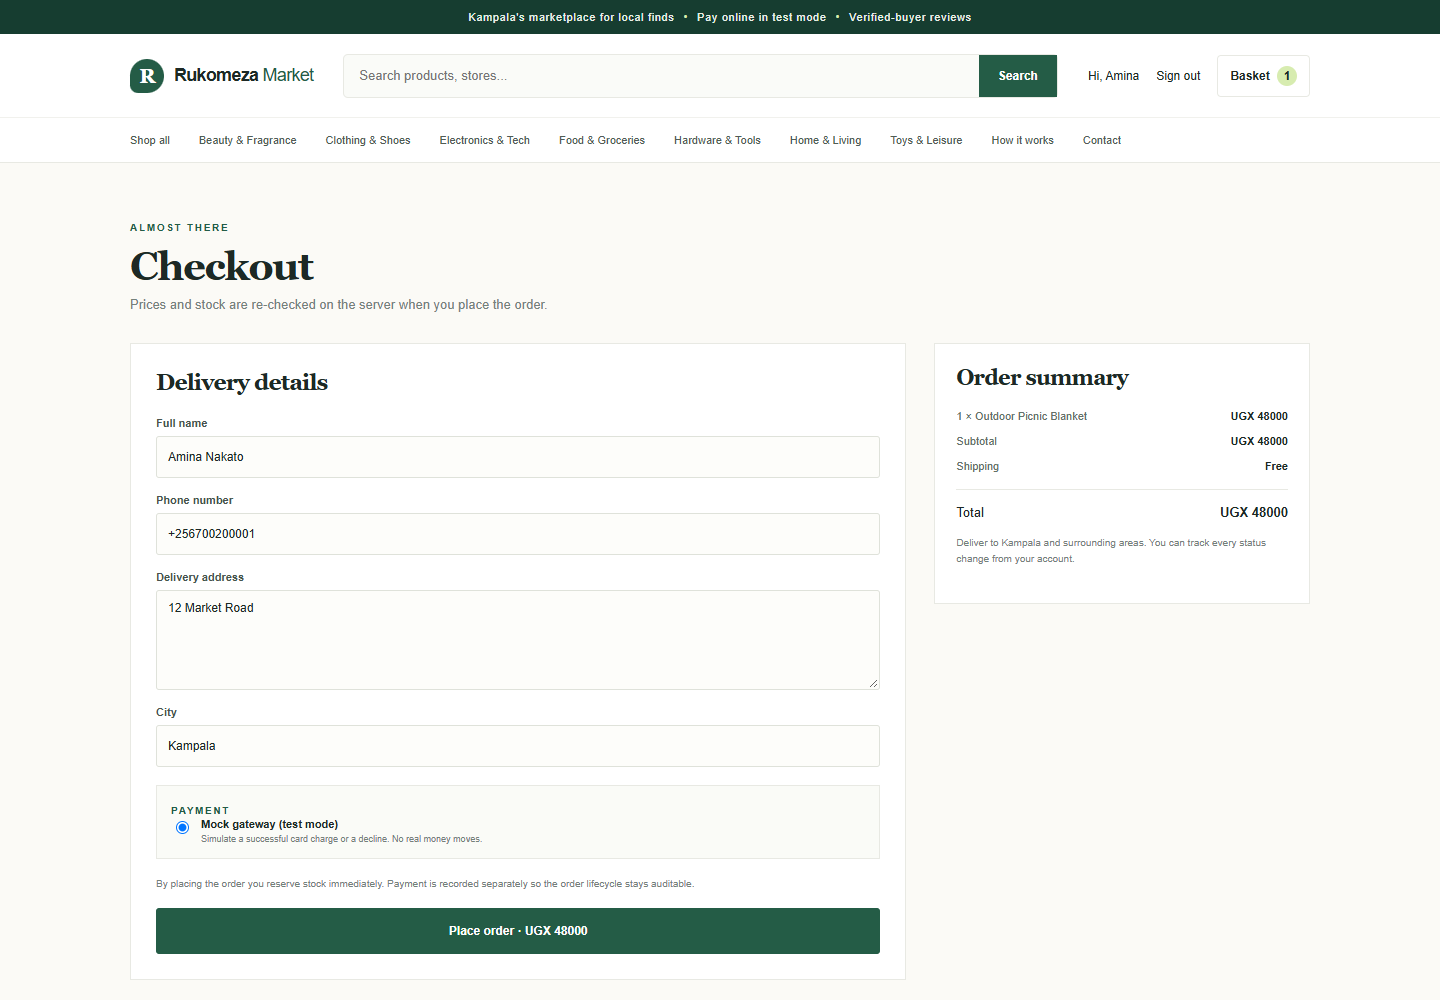 Kampala's marketplace for local finds • Pay online in test mode • Verified-buyer reviews
R Rukomeza Market
Search products, stores...
Search
Hi, Amina
Sign out
Basket 1
Shop all
Beauty & Fragrance
Clothing & Shoes
Electronics & Tech
Food & Groceries
Hardware & Tools
Home & Living
Toys & Leisure
How it works
Contact
ALMOST THERE
Checkout
Prices and stock are re-checked on the server when you place the order.
Delivery details
Full name
Amina Nakato
Phone number
+256700200001
Delivery address
12 Market Road
City
Kampala
PAYMENT
Mock gateway (test mode)
Simulate a successful card charge or a decline. No real money moves.
By placing the order you reserve stock immediately. Payment is recorded separately so the order lifecycle stays auditable.
Place order · UGX 48000
Order summary
1 × Outdoor Picnic Blanket UGX 48000
Subtotal UGX 48000
Shipping Free
Total UGX 48000
Deliver to Kampala and surrounding areas. You can track every status
change from your account.